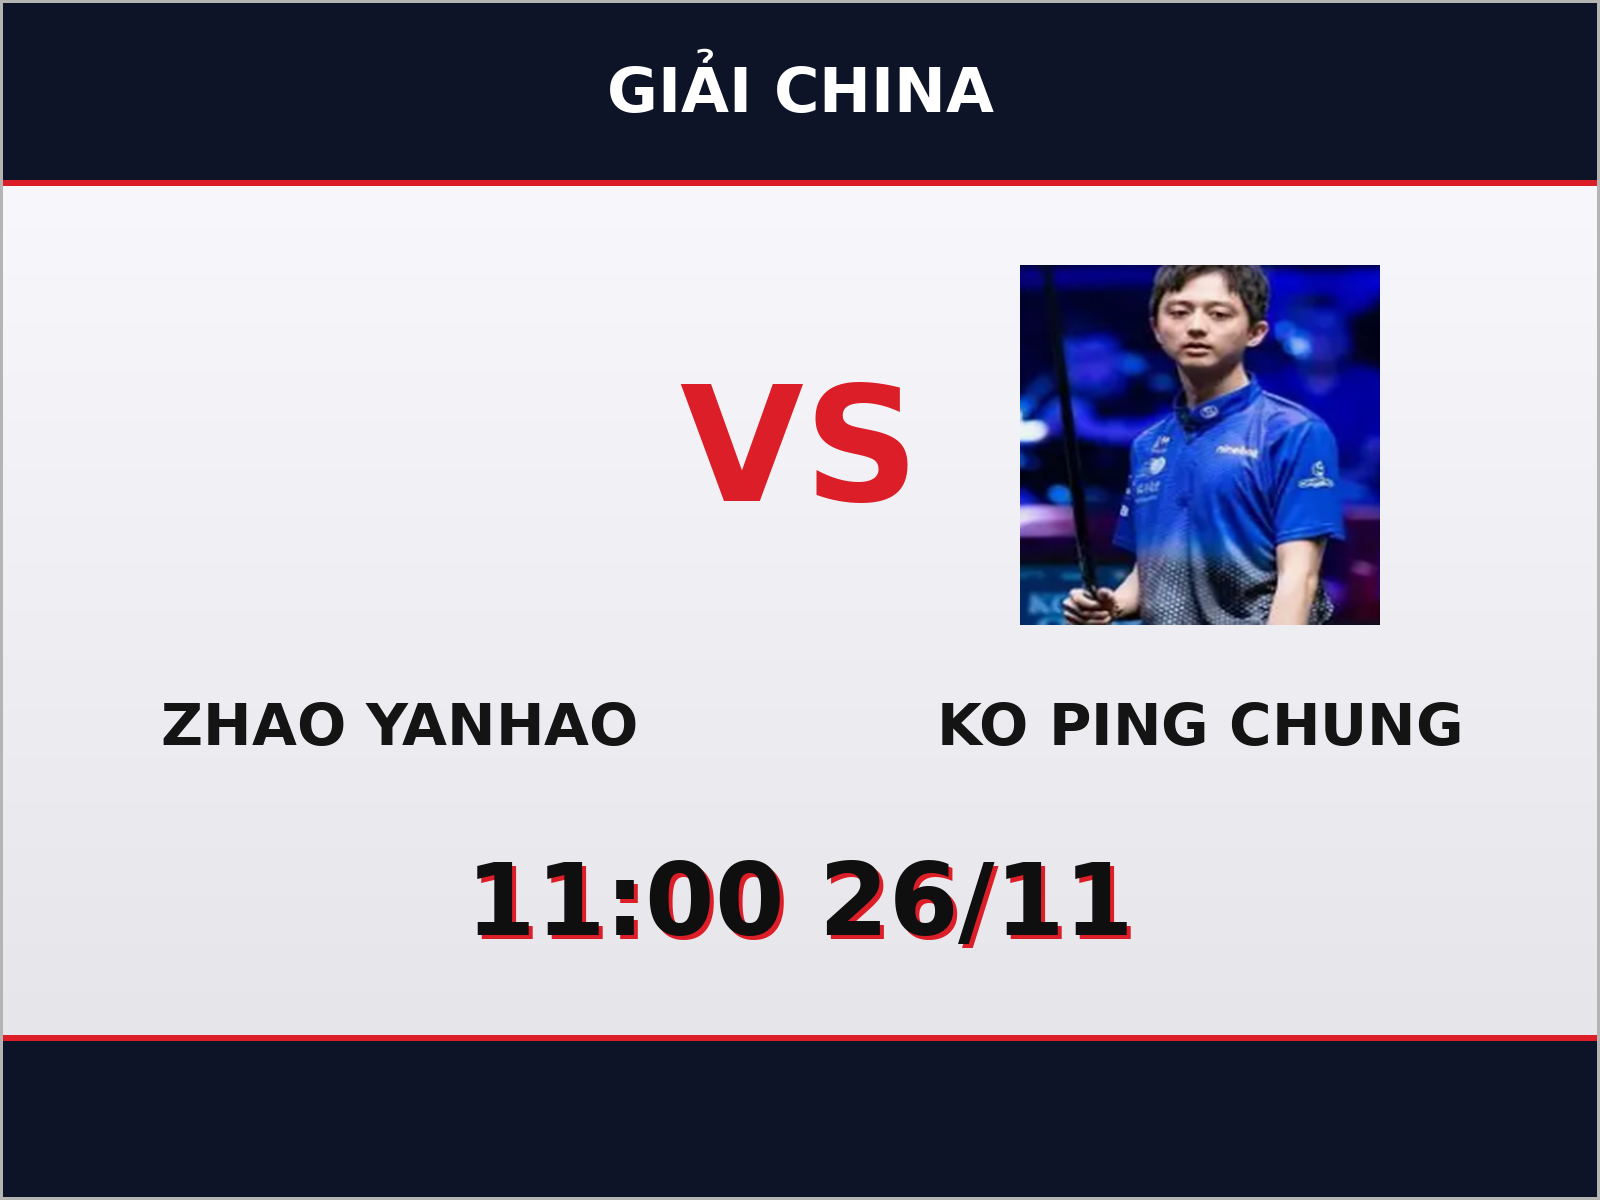 GIẢI CHINA
VS
ZHAO YANHAO
KO PING CHUNG
11:00 26/11